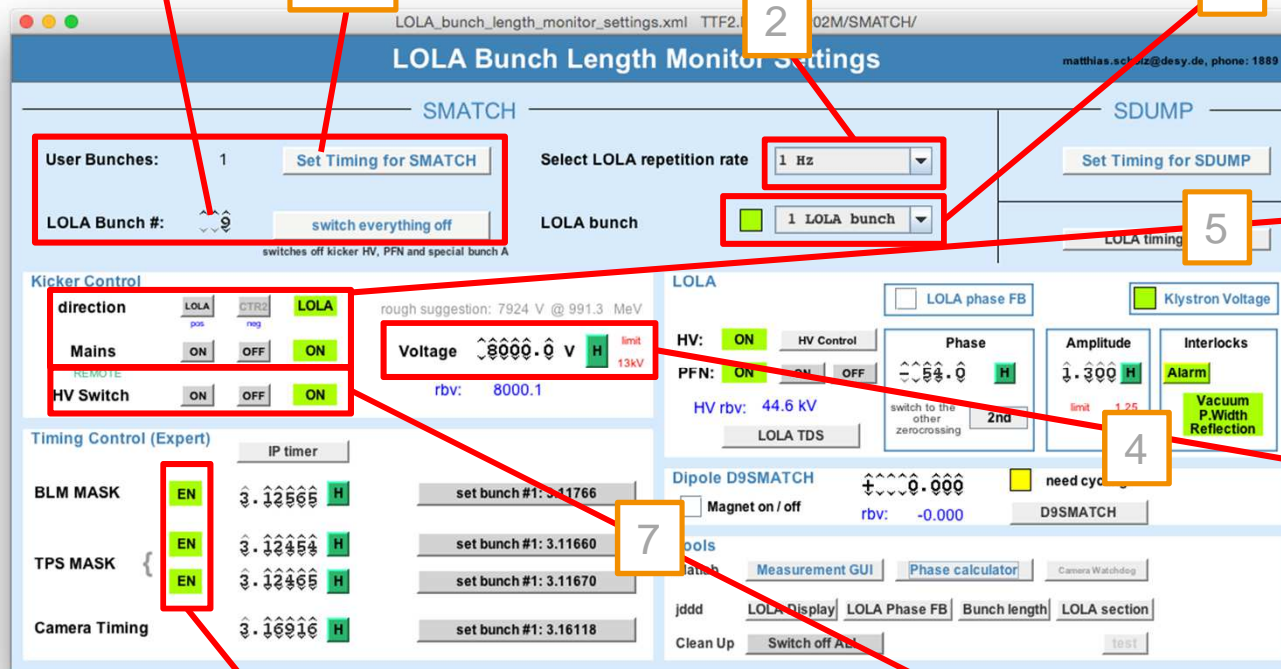 LOLA_bunch_length_monitor_settings.xml TTF2. 02M/SMATCH/
2
LOLA Bunch Length Monitor Settings
matthias.scholz@desy.de, phone: 1889
SMATCH
SDUMP
User Bunches: 1 Set Timing for SMATCH Select LOLA repetition rate 1 Hz Set Timing for SDUMP
LOLA Bunch #: 9 switch everything off LOLA bunch 1 LOLA bunch
switches off kicker HV, PFN and special bunch A
LOLA timing
5
Kicker Control
direction LOLA CTR2 LOLA
pos neg
rough suggestion: 7924 V @ 991.3 MeV
Mains ON OFF ON
Voltage 8000.0 V H limit 13kV
REMOTE
HV Switch ON OFF ON
rbv: 8000.1
LOLA
LOLA phase FB
Klystron Voltage
HV: ON HV Control
PFN: ON ON OFF
HV rbv: 44.6 kV
LOLA TDS
Phase
- 54.0 H
switch to the other zerocrossing 2nd
Amplitude
1.300 H
limit 1.25
Interlocks
Alarm
Vacuum
P.Width
Reflection
4
Timing Control (Expert)
IP timer
BLM MASK EN 3.12565 H set bunch #1: 3.11766
TPS MASK { EN 3.12454 H set bunch #1: 3.11660
EN 3.12465 H set bunch #1: 3.11670
Camera Timing 3.16916 H set bunch #1: 3.16118
7
Dipole D9SMATCH +0.000 need
Magnet on / off rbv: -0.000 D9SMATCH
Measurement GUI Phase calculator Camera Watchdog
jddd LOLA Display LOLA Phase FB Bunch length LOLA section
Clean Up Switch off ALL test